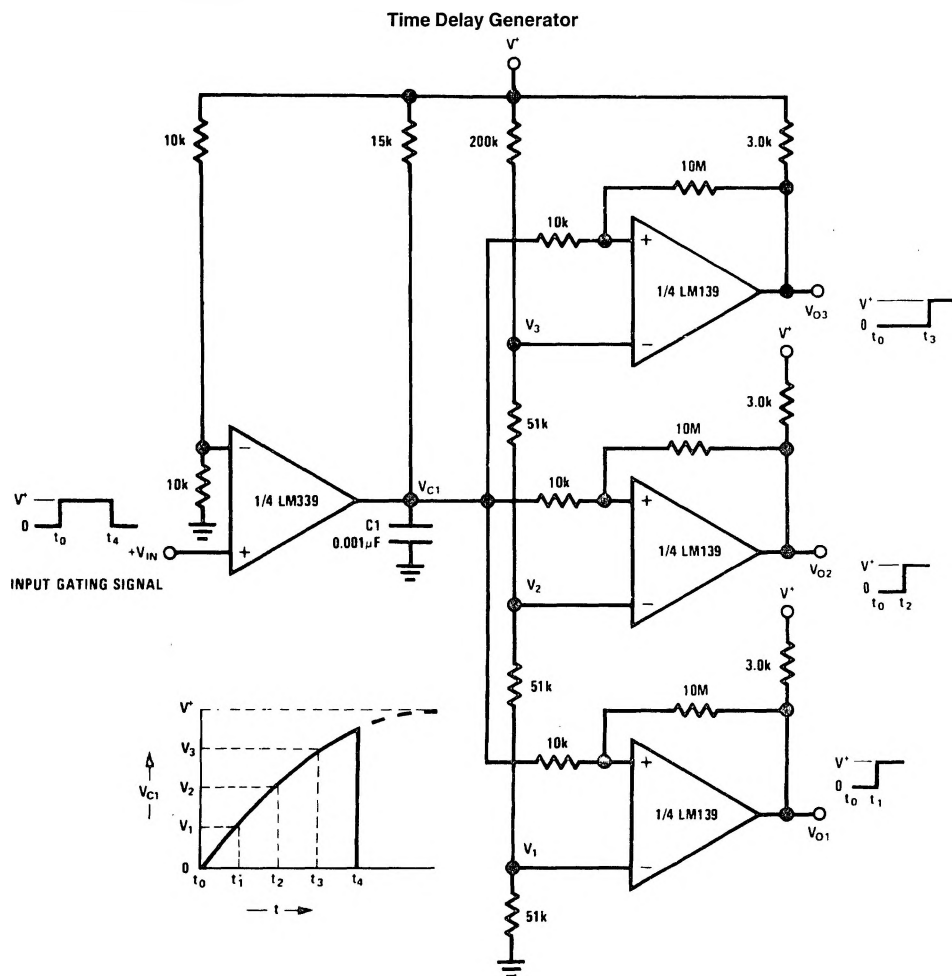 Time Delay Generator
V+
10k
15k
200k
3.0k
10M
10k
+
1/4 LM139
VO3
V+
0
t0 t3
V3
−
V+
3.0k
51k
10M
10k
−
10k
1/4 LM339
VC1
+
C1
0.001μF
1/4 LM139
VO2
V+
0
t0 t4
+VIN
+
INPUT GATING SIGNAL
V2
−
V+
0
t0 t2
V+
3.0k
51k
10M
10k
V+
V3
VC1
V2
V1
0
t0 t1 t2 t3 t4
t
+
1/4 LM139
VO1
V+
0
t0 t1
V1
−
51k